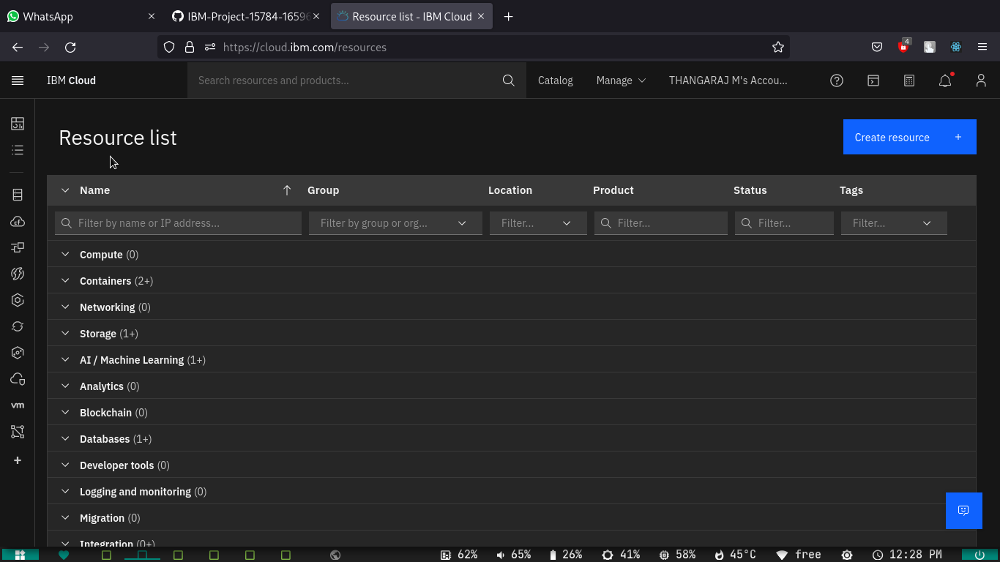 WhatsApp
IBM-Project-15784-16596
Resource list - IBM Cloud
https://cloud.ibm.com/resources
4
IBM Cloud
Search resources and products...
Catalog
Manage
THANGARAJ M's Accou...
Resource list
Create resource +
Name
Group
Location
Product
Status
Tags
Filter by name or IP address...
Filter by group or org...
Filter...
Filter...
Filter...
Filter...
Compute (0)
Containers (2+)
Networking (0)
Storage (1+)
AI / Machine Learning (1+)
Analytics (0)
Blockchain (0)
Databases (1+)
Developer tools (0)
Logging and monitoring (0)
Migration (0)
Integration (0+)
cf
vm
62%
65%
26%
41%
58%
45°C
free
12:28 PM